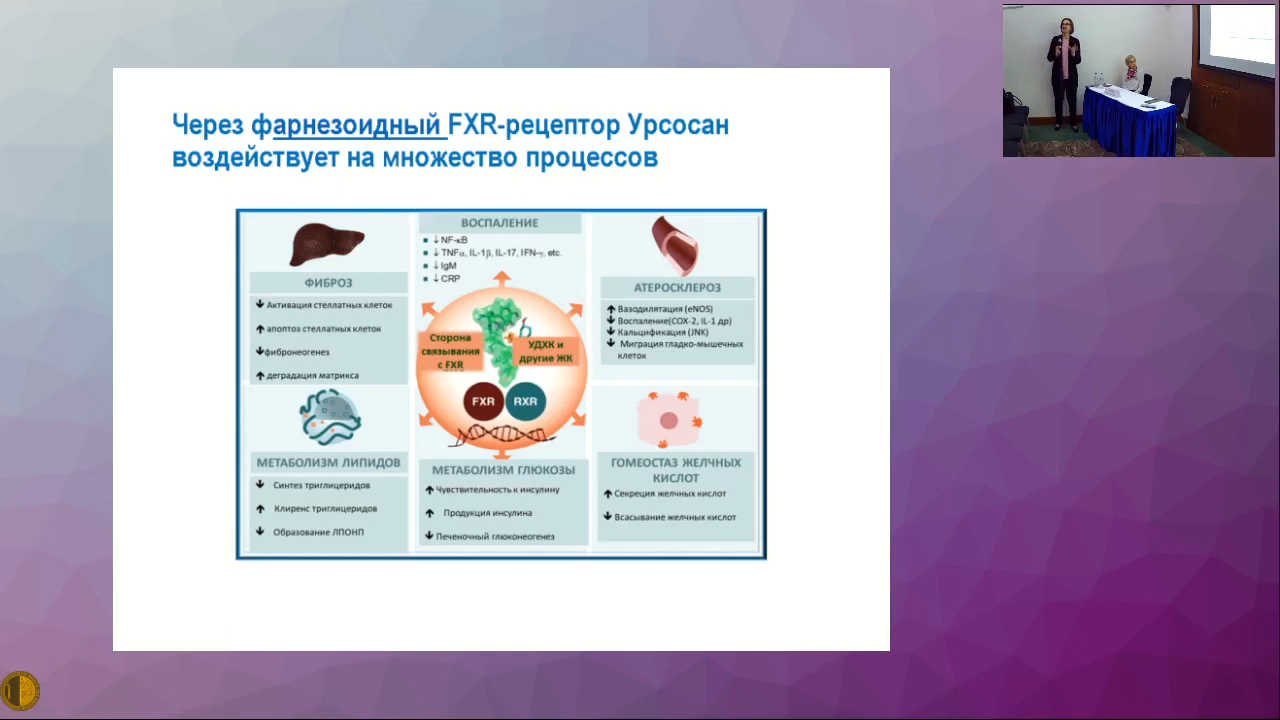 Через фарнезоидный FXR-рецептор Урсосан
воздействует на множество процессов
ФИБРОЗ
↓ Активация стеллатных клеток
↑ апоптоз стеллатных клеток
↓фибронеогенез
↑ деградация матрикса
ВОСПАЛЕНИЕ
↓ NF-κB
↓ TNFα, IL-1β, IL-17, IFN-γ, etc.
↓ IgM
↓ CRP
Сторона
связывания
с FXR
УДХК и
другие ЖК
FXR
RXR
АТЕРОСКЛЕРОЗ
↑ Вазодилятация (eNOS)
↓ Воспаление(COX-2, IL-1 др)
↓ Кальцификация (JNK)
↓ Миграция гладко-мышечных
клеток
МЕТАБОЛИЗМ ЛИПИДОВ
↓ Синтез триглицеридов
↑ Клиренс триглицеридов
↓ Образование ЛПОНП
МЕТАБОЛИЗМ ГЛЮКОЗЫ
↑ Чувствительность к инсулину
↑ Продукция инсулина
↓ Печеночный глюконеогенез
ГОМЕОСТАЗ ЖЕЛЧНЫХ
КИСЛОТ
↑ Секреция желчных кислот
↓ Всасывание желчных кислот